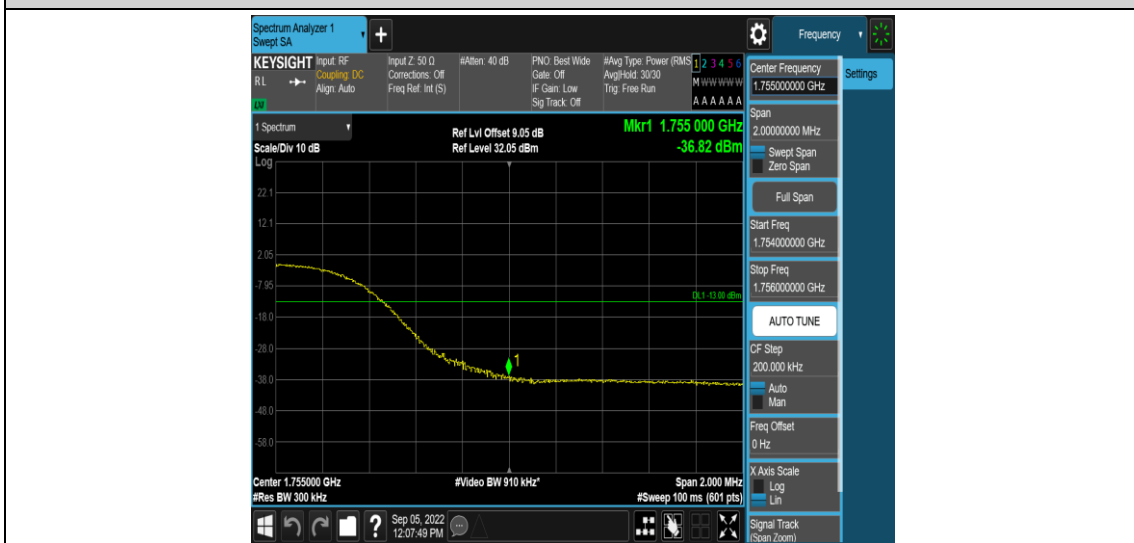 Spectrum Analyzer 1
Swept SA
+
Frequency
KEYSIGHT
RL
LXI
Input: RF
Coupling: DC
Align: Auto
Input Z: 50 Ω
Corrections: Off
Freq Ref: Int (S)
#Atten: 40 dB
PNO: Best Wide
Gate: Off
IF Gain: Low
Sig Track: Off
#Avg Type: Power (RMS
Avg|Hold: 30/30
Trig: Free Run
1 2 3 4 5 6
M W W W W W
A A A A A A
Center Frequency
1.755000000 GHz
Settings
1 Spectrum
Scale/Div 10 dB
Log
Ref Lvl Offset 9.05 dB
Ref Level 32.05 dBm
Mkr1 1.755 000 GHz
-36.82 dBm
22.1
12.1
2.05
-7.95
-18.0
-28.0
-38.0
-48.0
-58.0
DL1 -13.00 dBm
1
Center 1.755000 GHz
#Res BW 300 kHz
#Video BW 910 kHz*
Span 2.000 MHz
#Sweep 100 ms (601 pts)
Span
2.00000000 MHz
Swept Span
Zero Span
Full Span
Start Freq
1.754000000 GHz
Stop Freq
1.756000000 GHz
AUTO TUNE
CF Step
200.000 kHz
Auto
Man
Freq Offset
0 Hz
X Axis Scale
Log
Lin
Signal Track
(Span Zoom)
?
Sep 05, 2022
12:07:49 PM